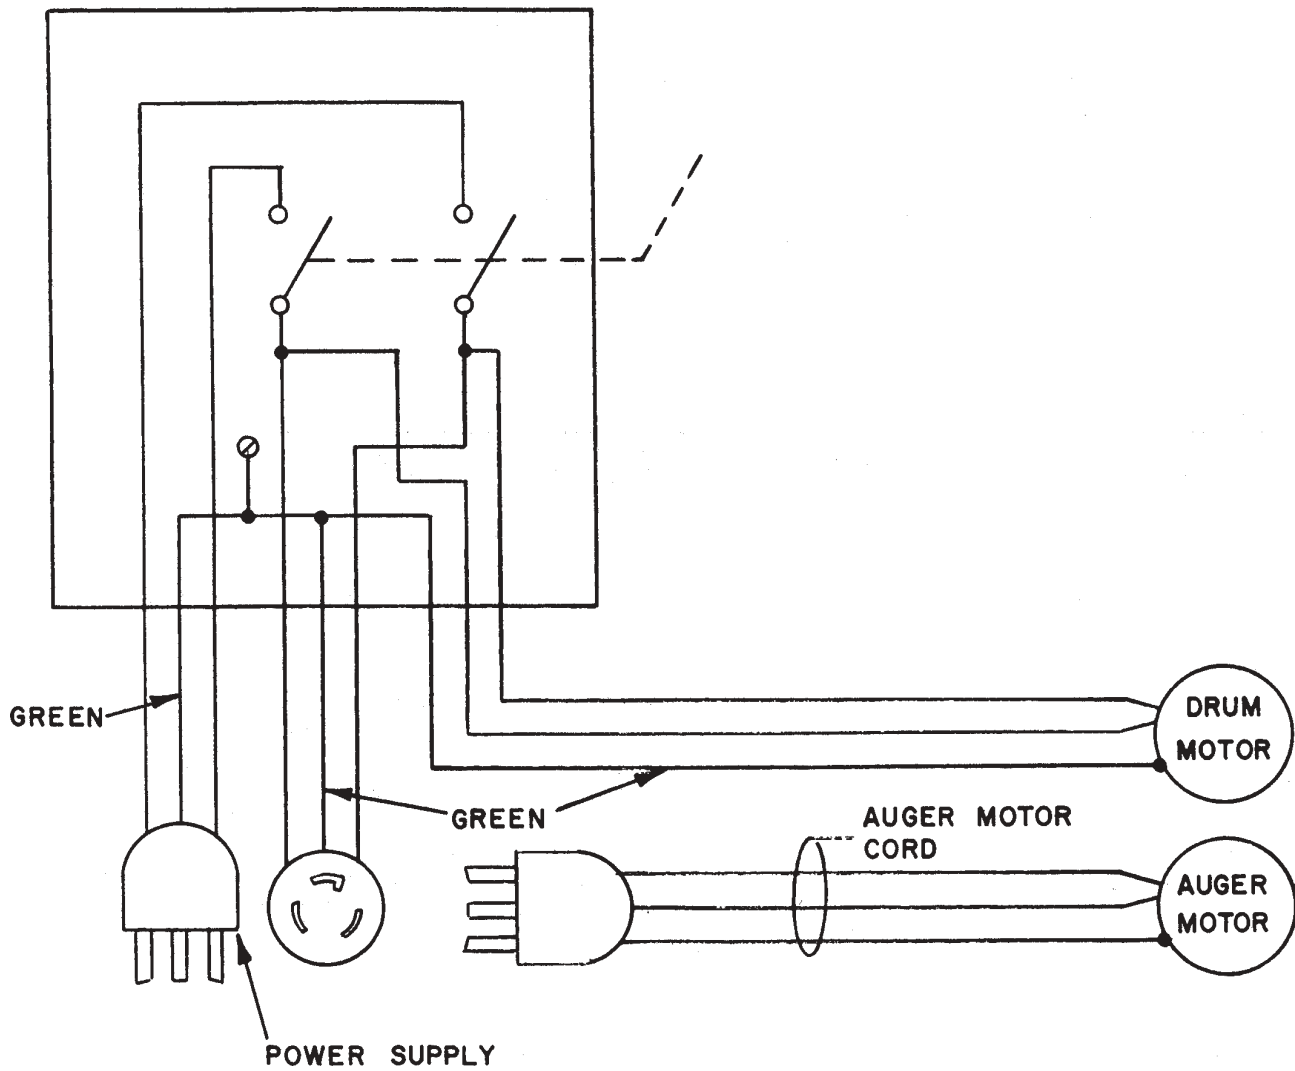 GREEN
DRUM
MOTOR
GREEN
AUGER MOTOR
CORD
AUGER
MOTOR
POWER SUPPLY